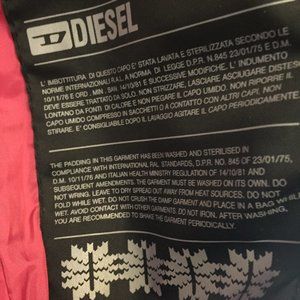 DIESEL
L' IMBOTTITURA DI QUESTO CAPO E' STATA LAVATA E STERILIZZATA SECONDO LE
NORME INTERNAZIONALI R.A.L. A NORMA DI LEGGE D.P.R. N.845 DI 23/01/75 E D.M.
10/11/76 E ORD. MIN. SAN. 14/10/81 E SUCCESSIVE MODIFICHE. L' INDUMENTO
DEVE ESSERE TRATTATO DA SOLO. NON STRIZZARE. LASCIARE ASCIUGARE DISTESO
LONTANO DA FONTI DI CALORE E NON PIEGARE IL CAPO UMIDO. NON COMPRIMERE IL
CAPO UMIDO COMPRESSO IN SACCHETTI O A CONTATTO CON ALTRI CAPI. NON
STIRARE. E' CONSIGLIABILE DOPO IL LAVAGGIO AGITARE IL CAPO PERIODICAMENTE.
THE PADDING IN THIS GARMENT HAS BEEN WASHED AND STERILISED IN
COMPLIANCE WITH INTERNATIONAL RAL STANDARDS, D.P.R. NO. 845 OF 23/01/75,
D.M. 10/11/76 AND ITALIAN HEALTH MINISTRY REGULATION OF 14/10/81 AND
SUBSEQUENT AMENDMENTS. THE GARMENT MUST BE WASHED ON ITS OWN. DO
NOT WRING. LEAVE TO DRY SPREAD OUT AWAY FROM HEAT SOURCES. DO NOT
FOLD WHILE WET. DO NOT CRUSH THE DAMP GARMENT AND PLACE IN A BAG WHILE
WET. AVOID CONTACT WITH OTHER GARMENTS. DO NOT IRON. AFTER WASHING,
YOU ARE RECOMMENDED TO SHAKE THE GARMENT PERIODICALLY.